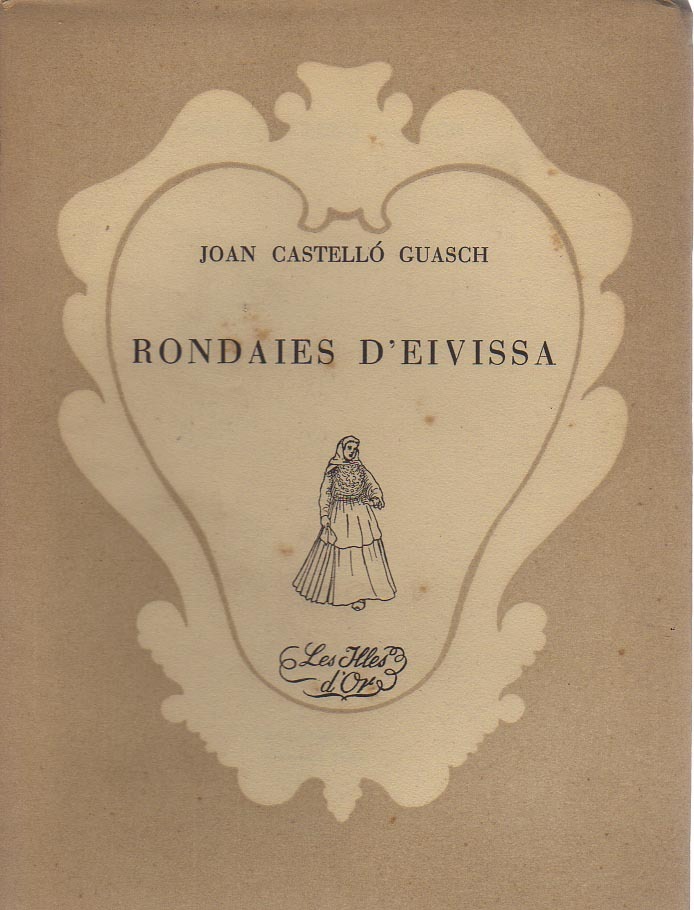 JOAN CASTELLÓ GUASCH
RONDAIES D'EIVISSA
Les Illes
d'Or